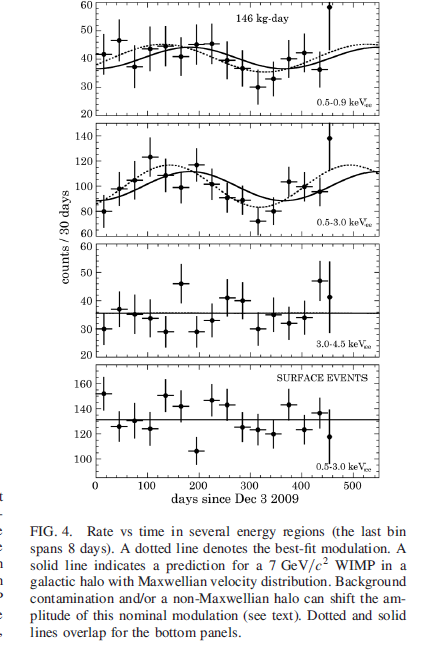 60
50
40
30
20
146 kg-day
0.5-0.9 keVee
140
120
100
80
60
0.5-3.0 keVee
counts / 30 days
60
50
40
30
20
3.0-4.5 keVee
160
140
120
100
SURFACE EVENTS
0.5-3.0 keVee
0 100 200 300 400 500
days since Dec 3 2009
FIG. 4. Rate vs time in several energy regions (the last bin
spans 8 days). A dotted line denotes the best-fit modulation. A
solid line indicates a prediction for a 7 GeV/c² WIMP in a
galactic halo with Maxwellian velocity distribution. Background
contamination and/or a non-Maxwellian halo can shift the am-
plitude of this nominal modulation (see text). Dotted and solid
lines overlap for the bottom panels.